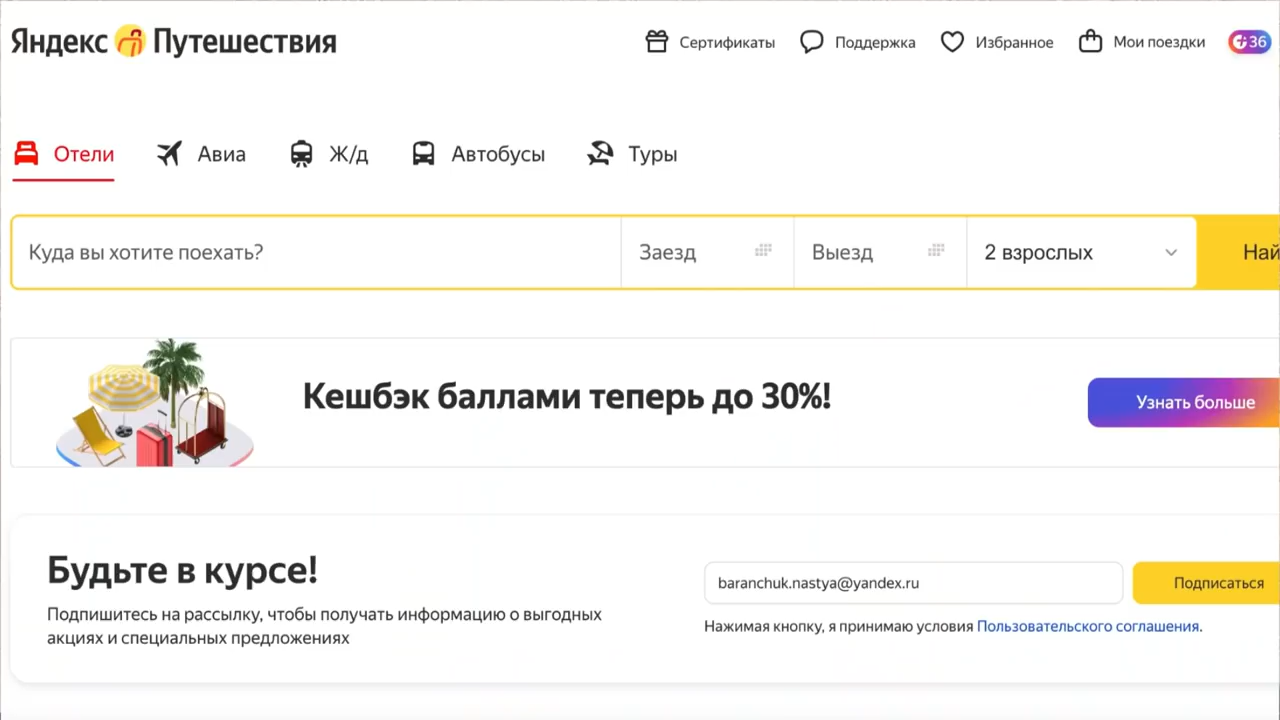 Яндекс Путешествия
Сертификаты
Поддержка
Избранное
Мои поездки
36
Отели
Авиа
Ж/д
Автобусы
Туры
Куда вы хотите поехать?
Заезд
Выезд
2 взрослых
Най
Кешбэк баллами теперь до 30%!
Узнать больше
Будьте в курсе!
Подпишитесь на рассылку, чтобы получать информацию о выгодных
акциях и специальных предложениях
baranchuk.nastya@yandex.ru
Подписаться
Нажимая кнопку, я принимаю условия Пользовательского соглашения.